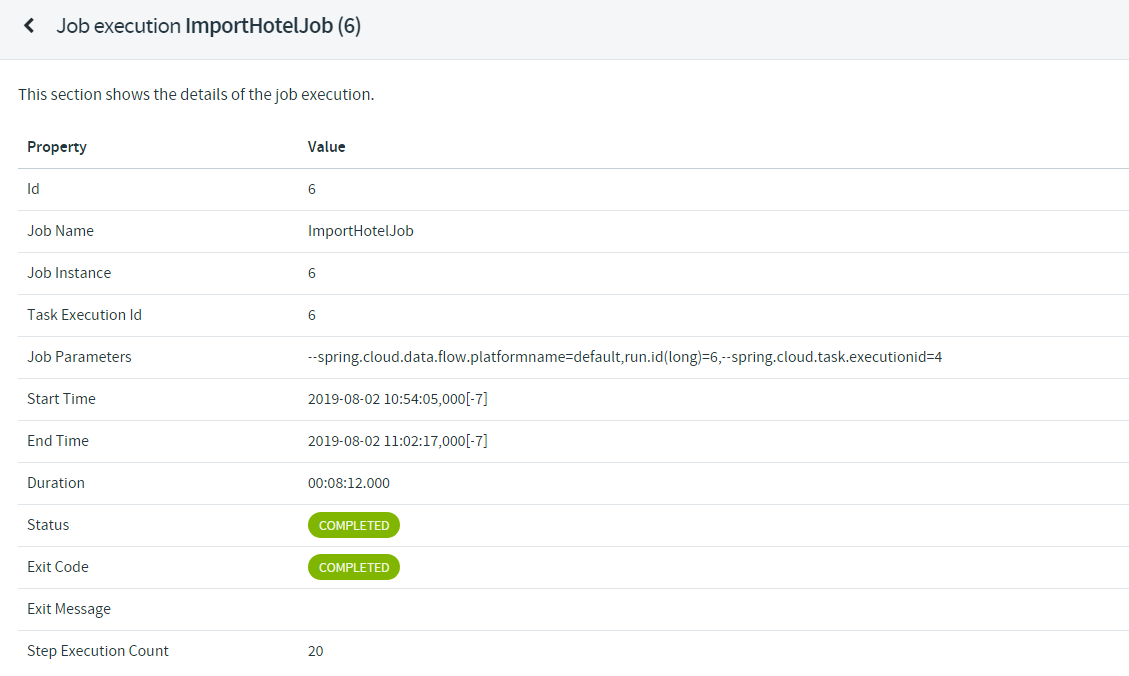 Job execution ImportHotelJob (6)
This section shows the details of the job execution.
Property Value
Id 6
Job Name ImportHotelJob
Job Instance 6
Task Execution Id 6
Job Parameters --spring.cloud.data.flow.platformname=default,run.id(long)=6,--spring.cloud.task.executionid=4
Start Time 2019-08-02 10:54:05,000[-7]
End Time 2019-08-02 11:02:17,000[-7]
Duration 00:08:12.000
Status COMPLETED
Exit Code COMPLETED
Exit Message
Step Execution Count 20